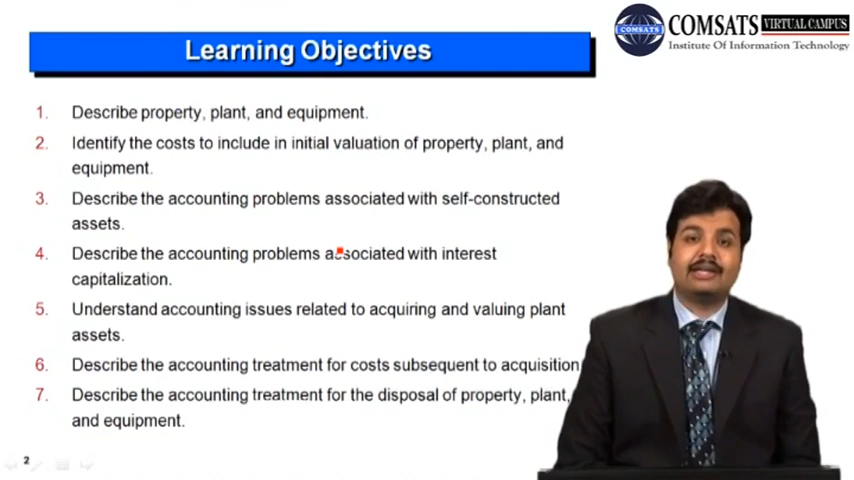 COMSATS VIRTUAL CAMPUS
COMSATS
Institute Of Information Technology
Learning Objectives
1. Describe property, plant, and equipment.
2. Identify the costs to include in initial valuation of property, plant, and
equipment.
3. Describe the accounting problems associated with self-constructed
assets.
4. Describe the accounting problems associated with interest
capitalization.
5. Understand accounting issues related to acquiring and valuing plant
assets.
6. Describe the accounting treatment for costs subsequent to acquisition
7. Describe the accounting treatment for the disposal of property, plant,
and equipment.
2